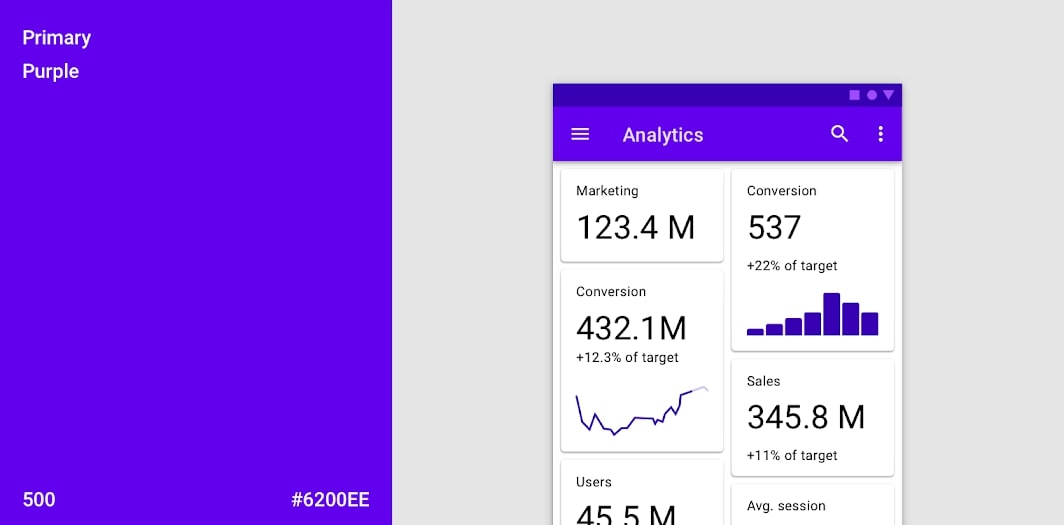 Primary
Purple
500
#6200EE
Analytics
Marketing
123.4 M
Conversion
432.1M
+12.3% of target
Users
45.5 M
Conversion
537
+22% of target
Sales
345.8 M
+11% of target
Avg. session